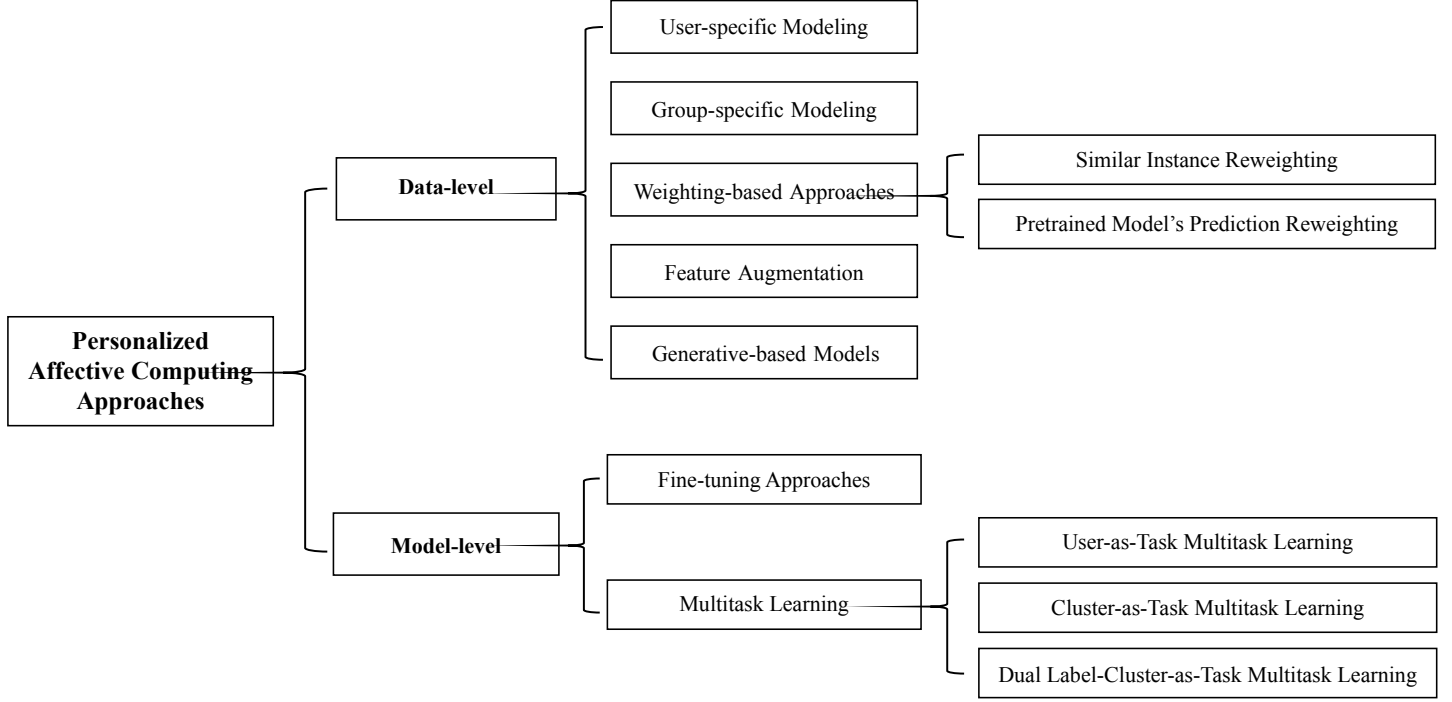 Personalized
Affective Computing
Approaches
Data-level
User-specific Modeling
Group-specific Modeling
Weighting-based Approaches
Similar Instance Reweighting
Pretrained Model’s Prediction Reweighting
Feature Augmentation
Generative-based Models
Model-level
Fine-tuning Approaches
Multitask Learning
User-as-Task Multitask Learning
Cluster-as-Task Multitask Learning
Dual Label-Cluster-as-Task Multitask Learning